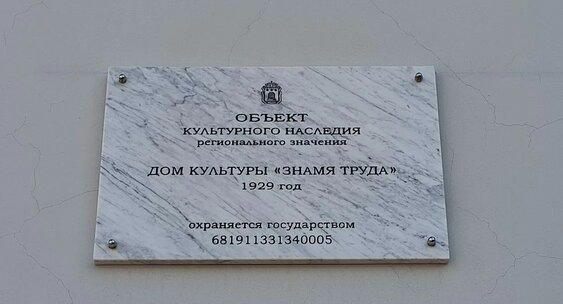 ОБЪЕКТ
КУЛЬТУРНОГО НАСЛЕДИЯ
регионального значения
ДОМ КУЛЬТУРЫ «ЗНАМЯ ТРУДА»
1929 год
охраняется государством
681911331340005